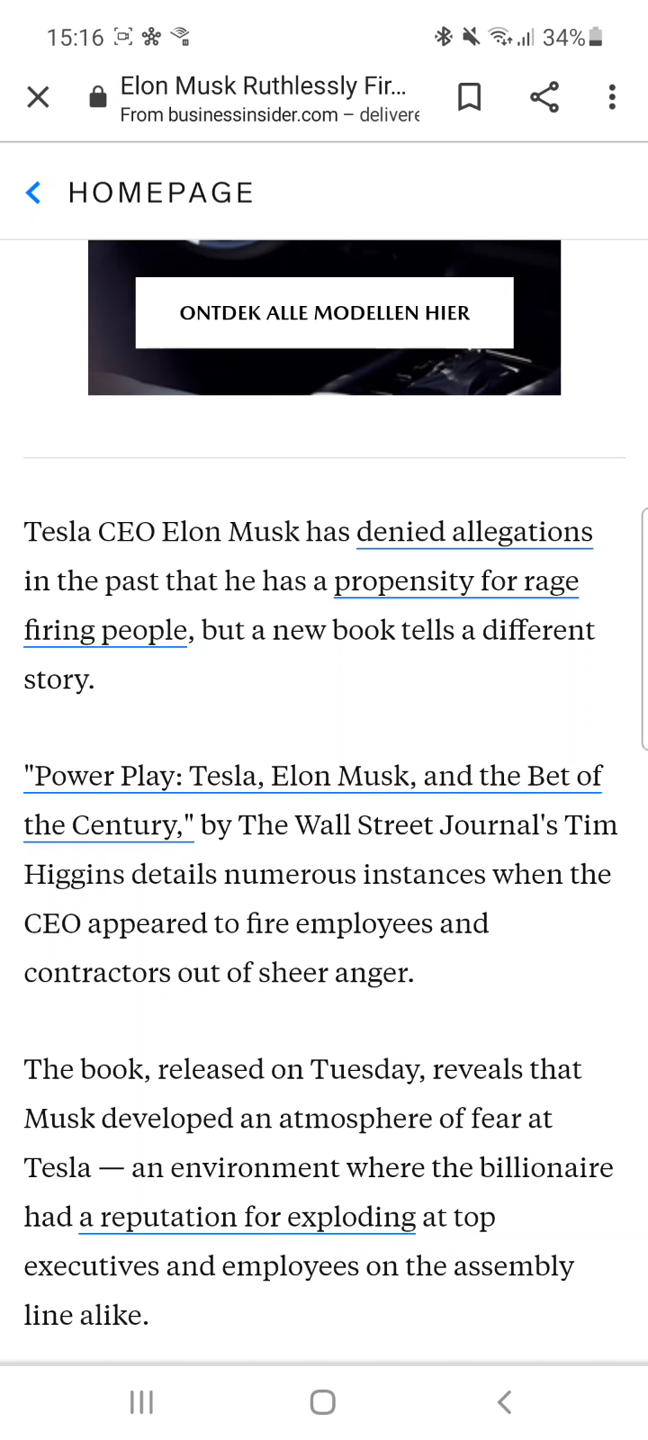 15:16
34%
Elon Musk Ruthlessly Fir...
From businessinsider.com – delivere
HOMEPAGE
ONTDEK ALLE MODELLEN HIER
Tesla CEO Elon Musk has denied allegations
in the past that he has a propensity for rage
firing people, but a new book tells a different
story.
"Power Play: Tesla, Elon Musk, and the Bet of
the Century," by The Wall Street Journal's Tim
Higgins details numerous instances when the
CEO appeared to fire employees and
contractors out of sheer anger.
The book, released on Tuesday, reveals that
Musk developed an atmosphere of fear at
Tesla — an environment where the billionaire
had a reputation for exploding at top
executives and employees on the assembly
line alike.